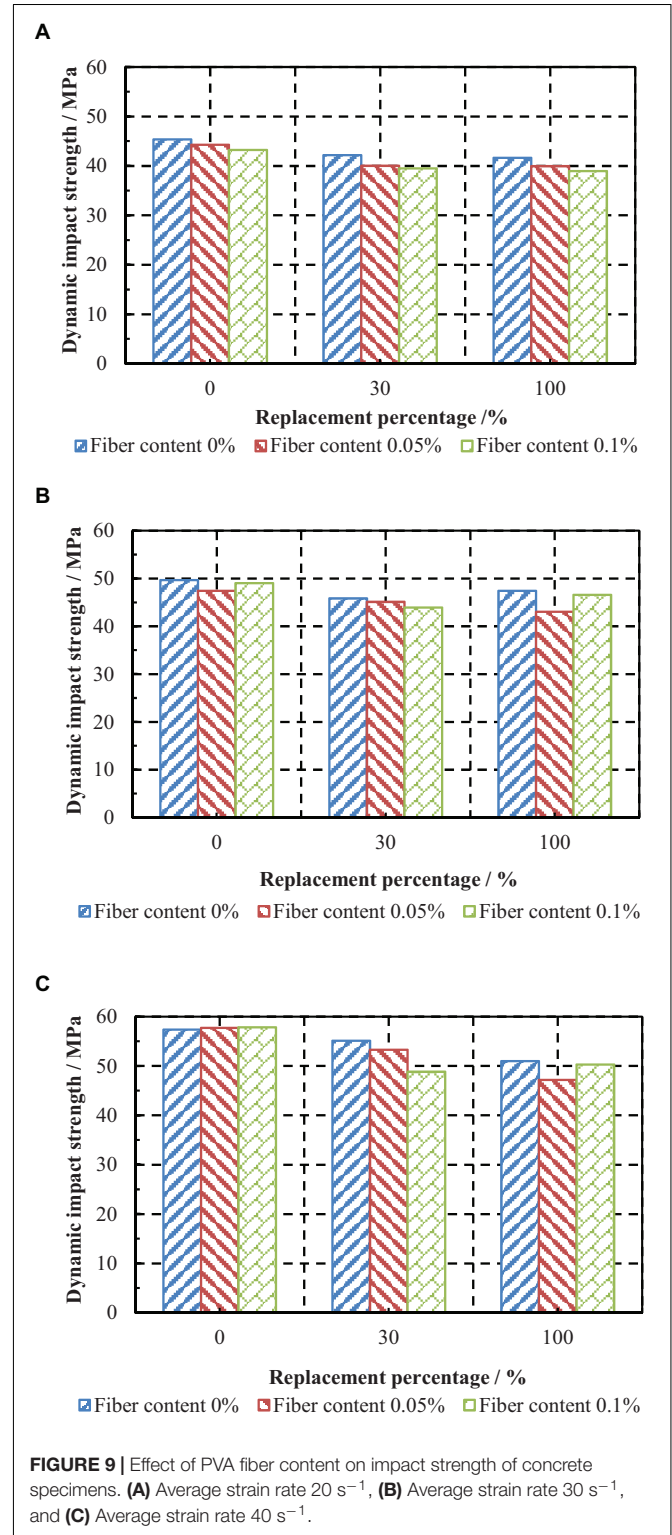 A
Dynamic impact strength / MPa
60
50
40
30
20
10
0
0 30 100
Replacement percentage /%
Fiber content 0% Fiber content 0.05% Fiber content 0.1%
B
Dynamic impact strength / MPa
60
50
40
30
20
10
0
0 30 100
Replacement percentage / %
Fiber content 0% Fiber content 0.05% Fiber content 0.1%
C
Dynamic impact strength / MPa
60
50
40
30
20
10
0
0 30 100
Replacement percentage / %
Fiber content 0% Fiber content 0.05% Fiber content 0.1%
FIGURE 9 | Effect of PVA fiber content on impact strength of concrete
specimens. (A) Average strain rate 20 s⁻¹, (B) Average strain rate 30 s⁻¹,
and (C) Average strain rate 40 s⁻¹.